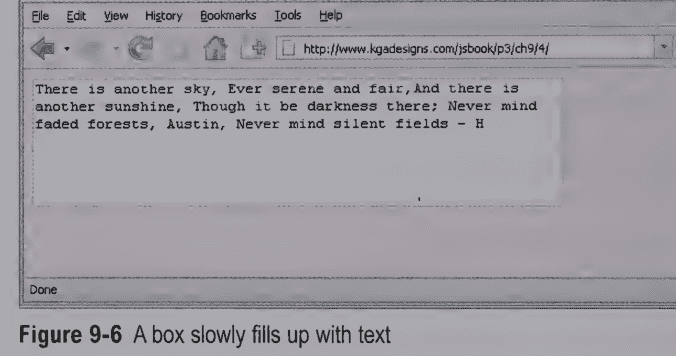 File Edit View History Bookmarks Tools Help
http://www.kgadesigns.com/jsbook/p3/ch9/4/
There is another sky, Ever serene and fair,And there is
another sunshine, Though it be darkness there; Never mind
faded forests, Austin, Never mind silent fields - H
Done
Figure 9-6 A box slowly fills up with text